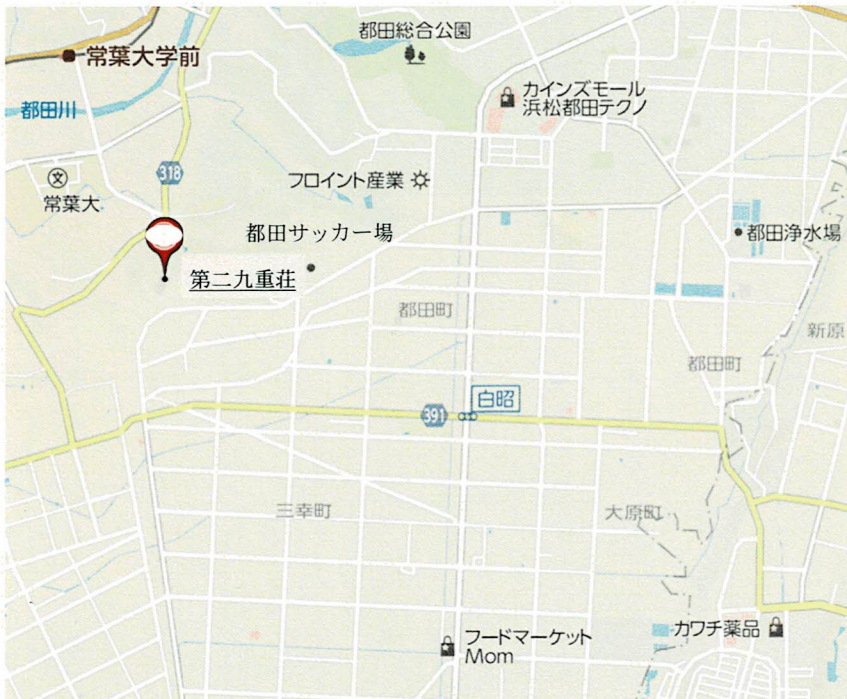 都田総合公園
常葉大学前
カインズモール
浜松都田テクノ
都田川
318
フロイント産業
文
常葉大
都田サッカー場
都田浄水場
第二九重荘
都田町
新原
都田町
白昭
391
三幸町
大原町
フードマーケット
Mom
カワチ薬品